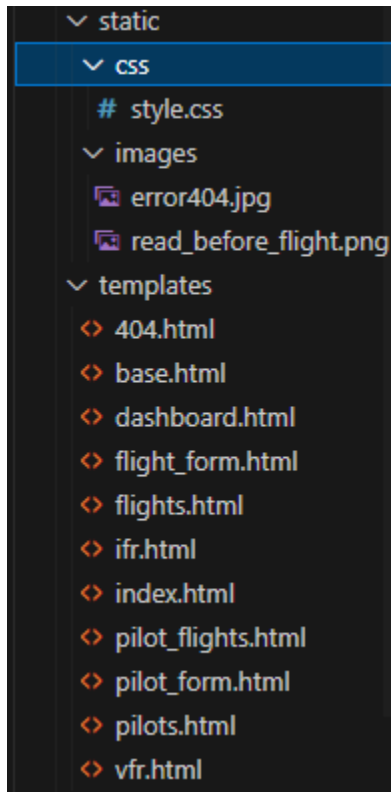 static
css
# style.css
images
error404.jpg
read_before_flight.png
templates
<> 404.html
<> base.html
<> dashboard.html
<> flight_form.html
<> flights.html
<> ifr.html
<> index.html
<> pilot_flights.html
<> pilot_form.html
<> pilots.html
<> vfr.html